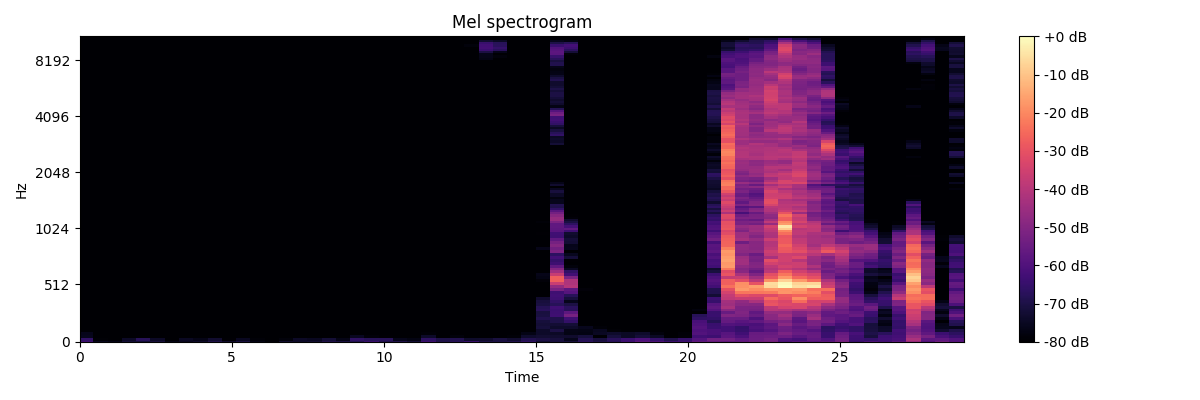 Mel spectrogram
8192
4096
2048
1024
512
0
Hz
0 5 10 15 20 25
Time
+0 dB
-10 dB
-20 dB
-30 dB
-40 dB
-50 dB
-60 dB
-70 dB
-80 dB